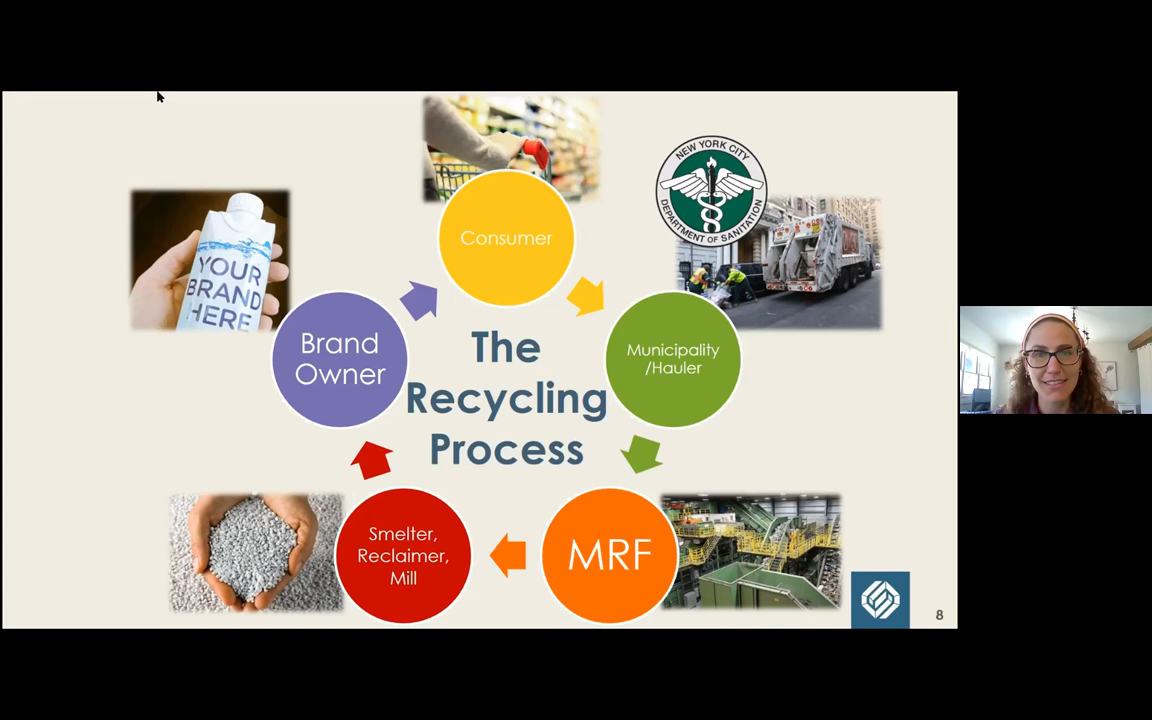 Consumer
NEW YORK CITY
DEPARTMENT OF SANITATION
YOUR
BRAND
HERE
Brand
Owner
The
Recycling
Process
Municipality
/Hauler
Smelter,
Reclaimer,
Mill
MRF
8